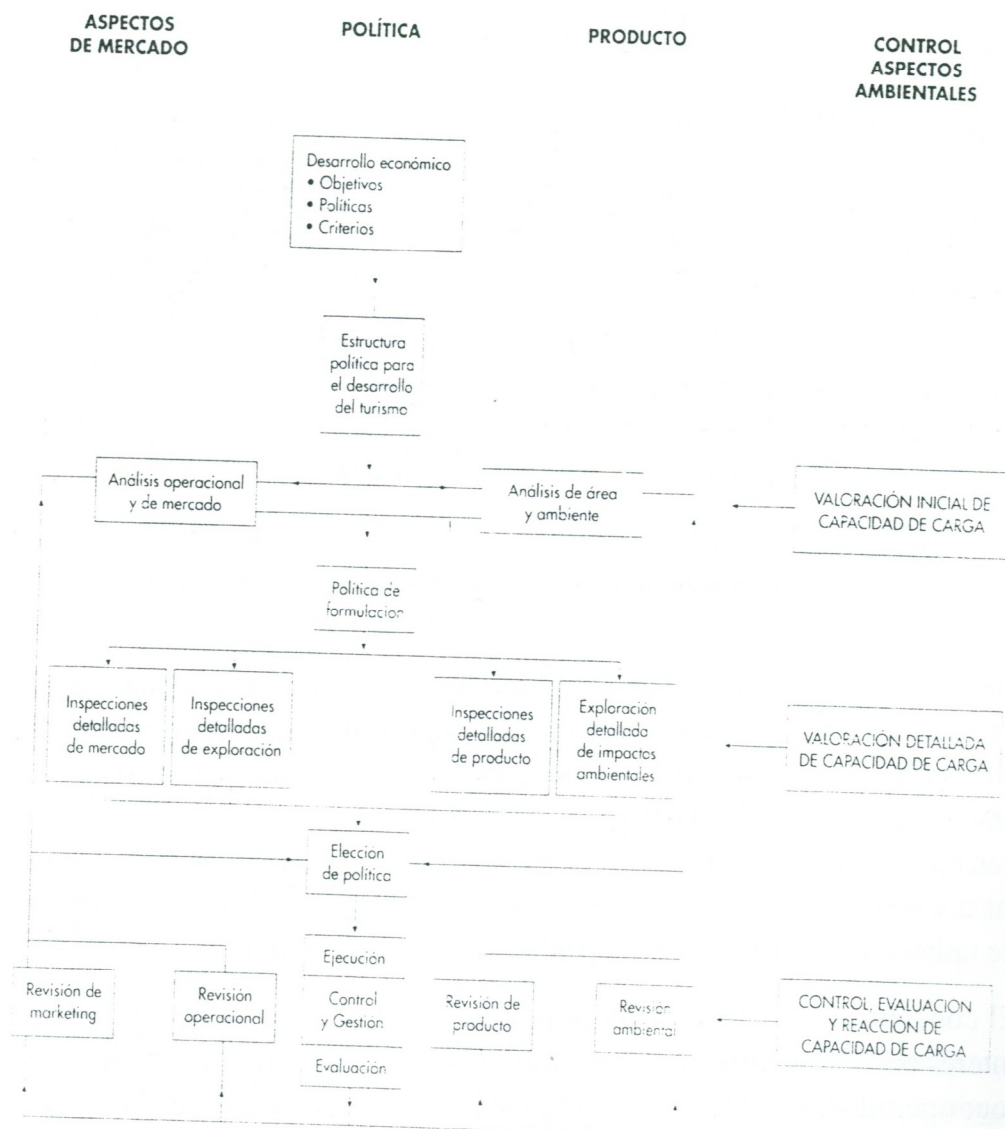 ASPECTOS
DE MERCADO
POLÍTICA
PRODUCTO
CONTROL
ASPECTOS
AMBIENTALES
Desarrollo económico
• Objetivos
• Políticas
• Criterios
Estructura
política para
el desarrollo
del turismo
Análisis operacional
y de mercado
Análisis de área
y ambiente
VALORACIÓN INICIAL DE
CAPACIDAD DE CARGA
Política de
formulacion
Inspecciones
detalladas
de mercado
Inspecciones
detalladas
de exploración
Inspecciones
detalladas
de producto
Exploración
detallada
de impactos
ambientales
VALORACIÓN DETALLADA
DE CAPACIDAD DE CARGA
Elección
de política
Ejecución
Revisión de
marketing
Revisión
operacional
Control
y Gestión
Revisión de
producto
Revisión
ambiental
CONTROL, EVALUACION
Y REACCIÓN DE
CAPACIDAD DE CARGA
Evaluación